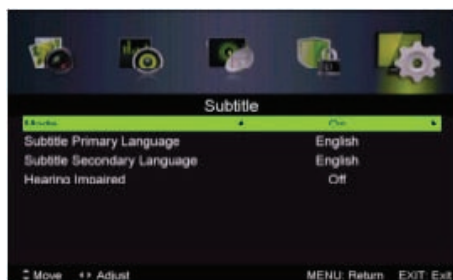 Subtitle
Subtitle Primary Language English
Subtitle Secondary Language English
Hearing Impaired Off
Move Adjust MENU: Return EXIT: Exit